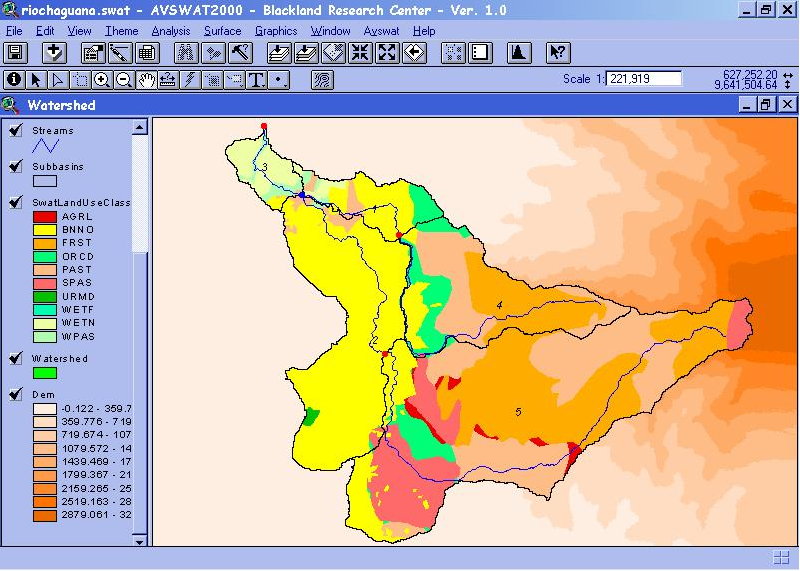 riochaguana.swat - AVSWAT2000 - Blackland Research Center - Ver. 1.0
File Edit View Theme Analysis Surface Graphics Window Avswat Help
Scale 1: 221,919
627,252.20
9,641,504.64
Watershed
Streams
Subbasins
SwatLandUseClass
AGRL
BNNO
FRST
ORCD
PAST
SPAS
URMD
WETF
WETN
WPAS
Watershed
Dem
-0.122 - 359.7
359.776 - 719
719.674 - 107
1079.572 - 14
1439.469 - 17
1799.367 - 21
2159.265 - 25
2519.163 - 28
2879.061 - 32
3
1
4
5